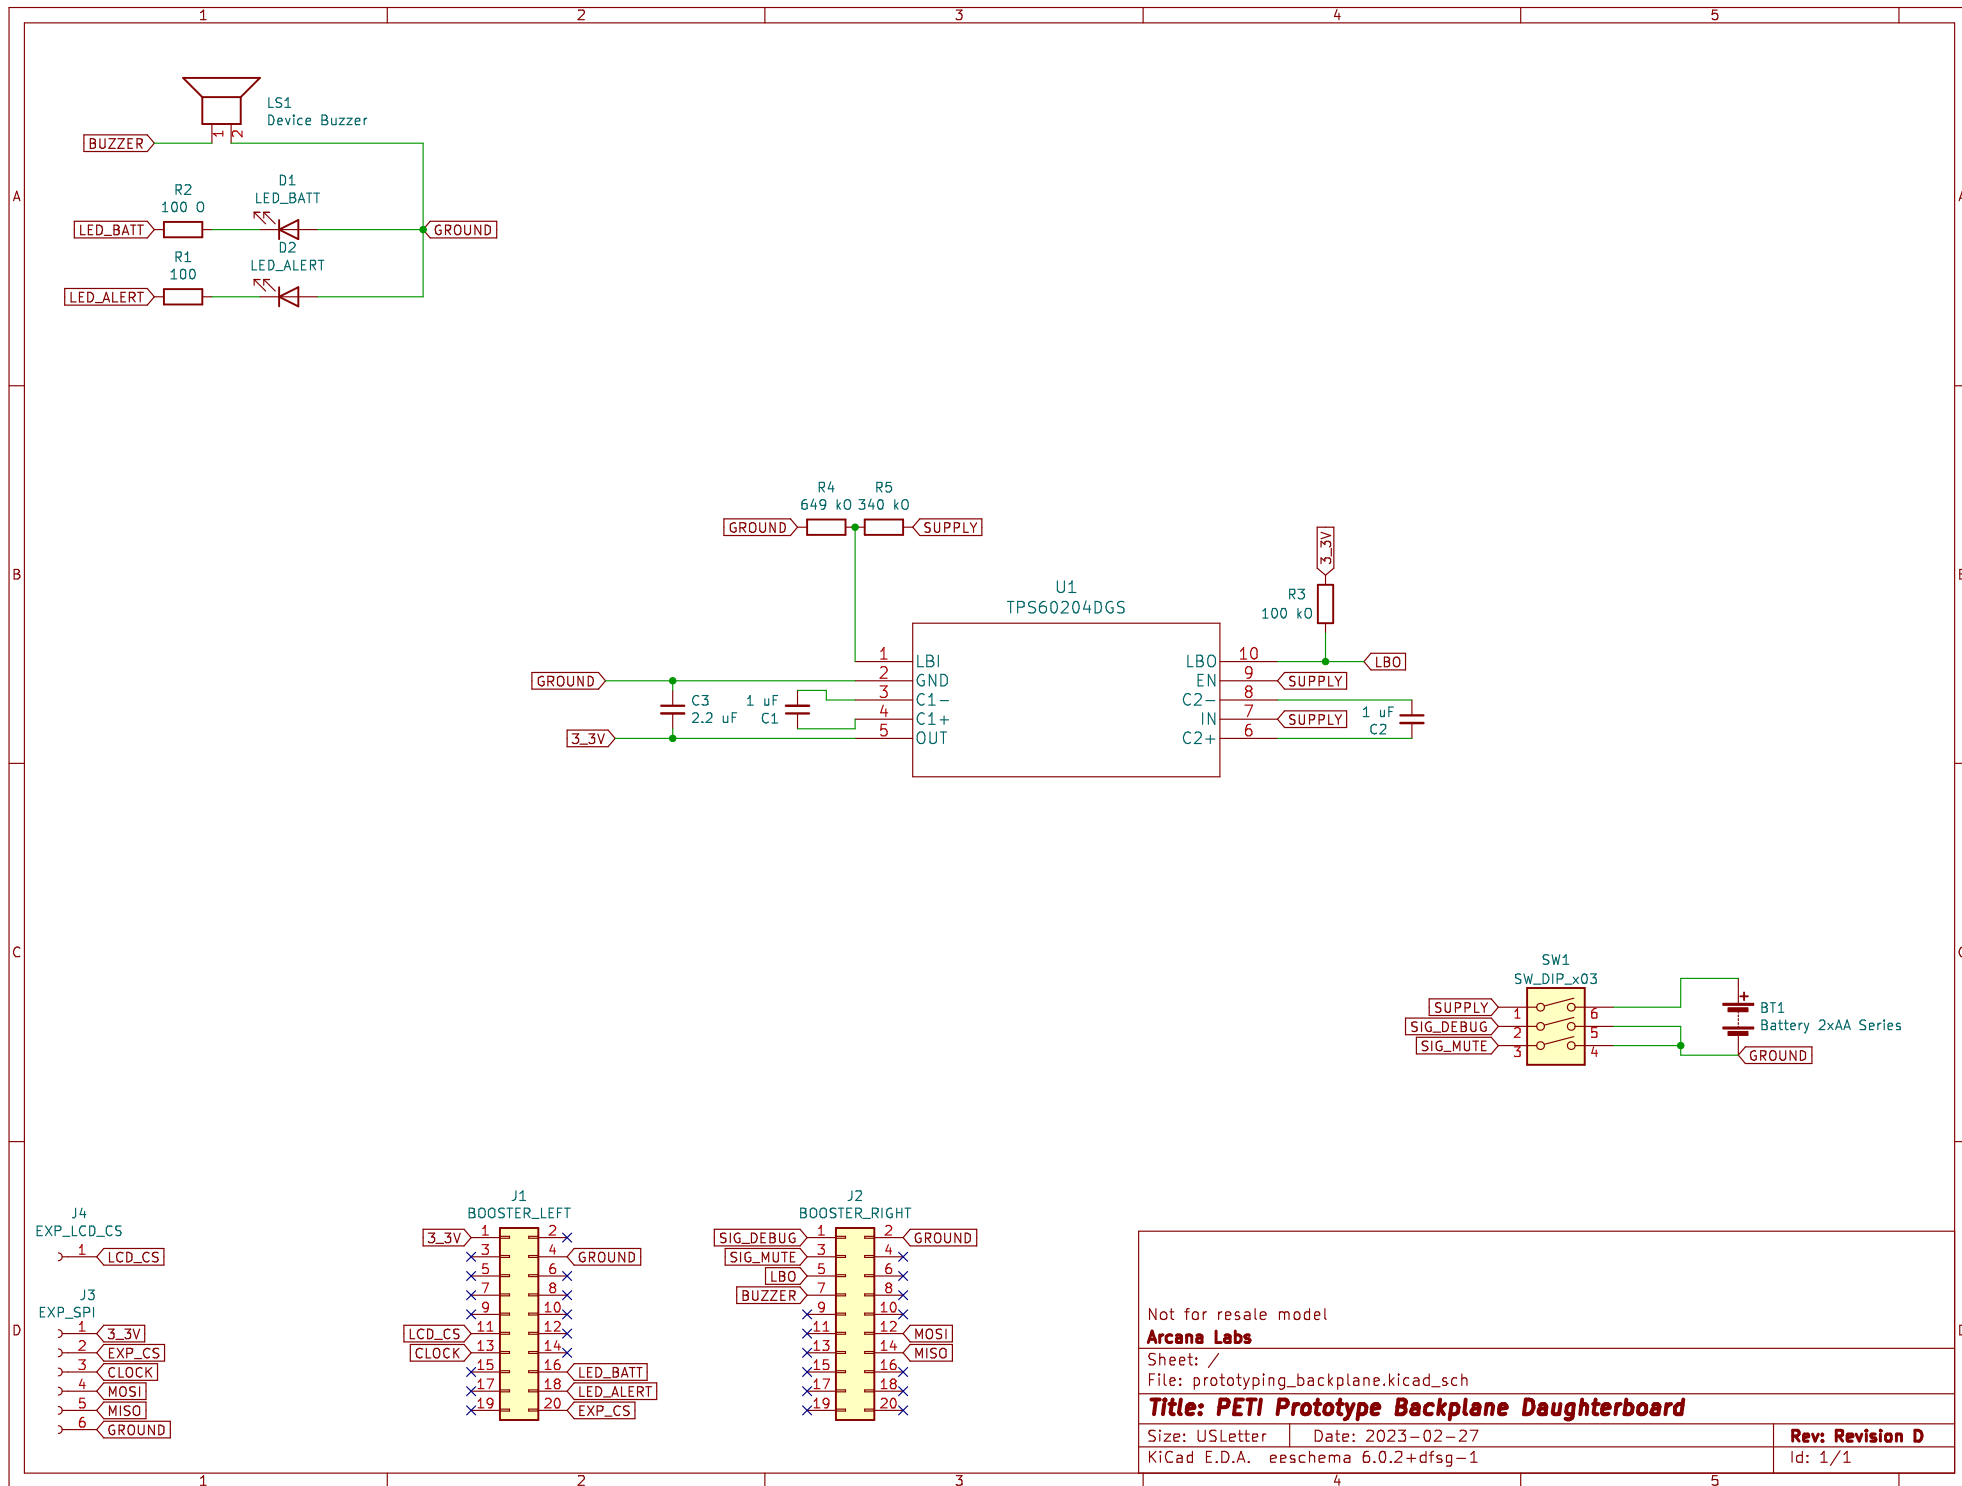 1 2 3 4 5
LS1
Device Buzzer
1 2
BUZZER
A
R2
100 O
D1
LED_BATT
LED_BATT
GROUND
R1
100
D2
LED_ALERT
LED_ALERT
B
R4 R5
649 kO 340 kO
GROUND
SUPPLY
3_3V
R3
100 kO
U1
TPS60204DGS
1 LBI
2 GND
3 C1-
4 C1+
5 OUT
LBO 10
EN 9
C2- 8
IN 7
C2+ 6
LBO
SUPPLY
SUPPLY
GROUND
C3
2.2 uF
1 uF
C1
3_3V
1 uF
C2
C
SW1
SW_DIP_x03
SUPPLY 1 6
SIG_DEBUG 2 5
SIG_MUTE 3 4
+
BT1
Battery 2xAA Series
GROUND
D
J4
EXP_LCD_CS
1 LCD_CS
J3
EXP_SPI
1 3_3V
2 EXP_CS
3 CLOCK
4 MOSI
5 MISO
6 GROUND
J1
BOOSTER_LEFT
3_3V 1 2
3 4 GROUND
5 6
7 8
9 10
LCD_CS 11 12
CLOCK 13 14
15 16 LED_BATT
17 18 LED_ALERT
19 20 EXP_CS
J2
BOOSTER_RIGHT
SIG_DEBUG 1 2 GROUND
SIG_MUTE 3 4
LBO 5 6
BUZZER 7 8
9 10
11 12 MOSI
13 14 MISO
15 16
17 18
19 20
Not for resale model
Arcana Labs
Sheet: /
File: prototyping_backplane.kicad_sch
Title: PETI Prototype Backplane Daughterboard
Size: USLetter Date: 2023-02-27 Rev: Revision D
KiCad E.D.A. eeschema 6.0.2+dfsg-1 Id: 1/1
1 2 3 4 5